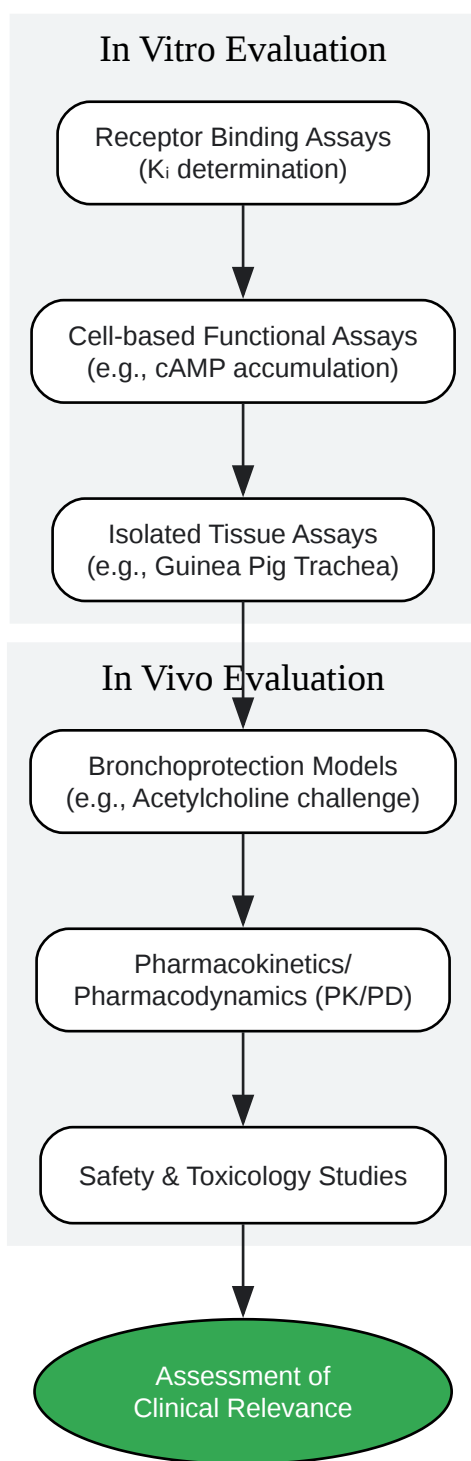 In Vitro Evaluation
Receptor Binding Assays
(Kᵢ determination)
Cell-based Functional Assays
(e.g., cAMP accumulation)
Isolated Tissue Assays
(e.g., Guinea Pig Trachea)
In Vivo Evaluation
Bronchoprotection Models
(e.g., Acetylcholine challenge)
Pharmacokinetics/
Pharmacodynamics (PK/PD)
Safety & Toxicology Studies
Assessment of
Clinical Relevance